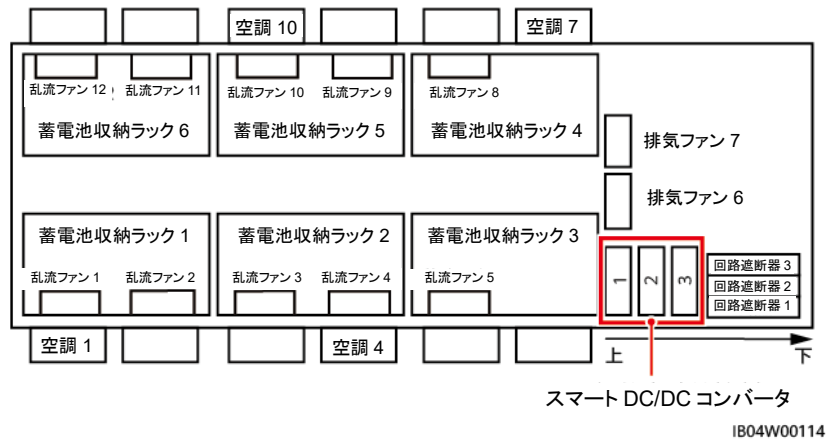 空調 10
空調 7
乱流ファン 12
乱流ファン 11
乱流ファン 10
乱流ファン 9
乱流ファン 8
蓄電池収納ラック 6
蓄電池収納ラック 5
蓄電池収納ラック 4
排気ファン 7
排気ファン 6
蓄電池収納ラック 1
蓄電池収納ラック 2
蓄電池収納ラック 3
乱流ファン 1
乱流ファン 2
乱流ファン 3
乱流ファン 4
乱流ファン 5
1
2
3
回路遮断器 3
回路遮断器 2
回路遮断器 1
空調 1
空調 4
上
下
スマート DC/DC コンバータ
IB04W00114